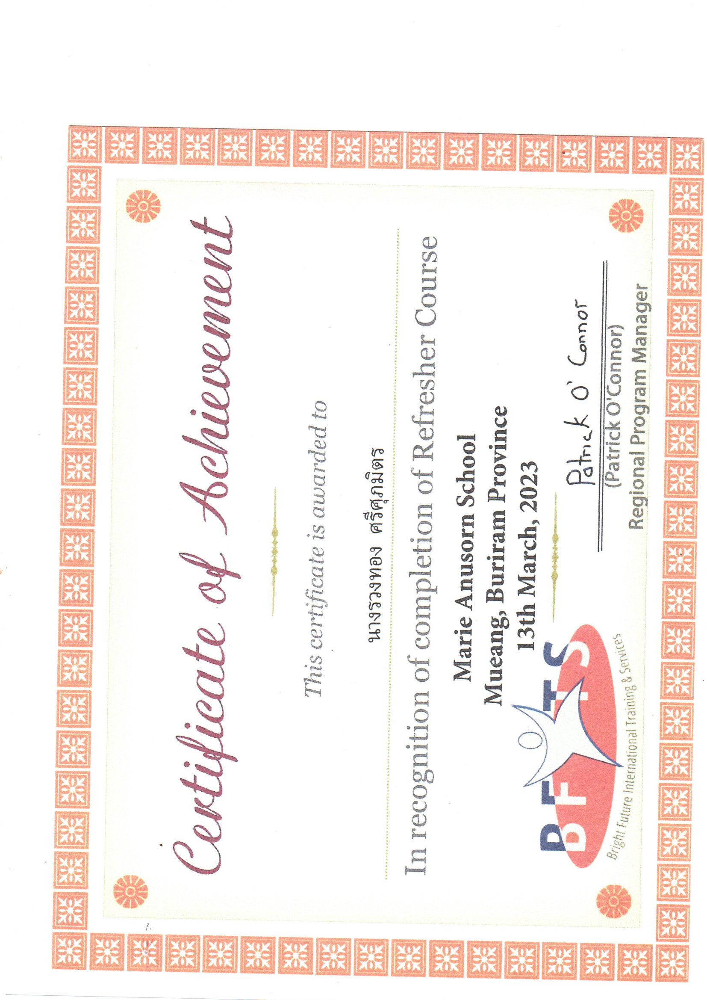 Certificate of Achievement
This certificate is awarded to
นางรวงทอง ศรีศุภมิตร
In recognition of completion of Refresher Course
Marie Anusorn School
Mueang, Buriram Province
13th March, 2023
BFITS
Bright Future International Training & Services
Patrick O' Connor
(Patrick O'Connor)
Regional Program Manager